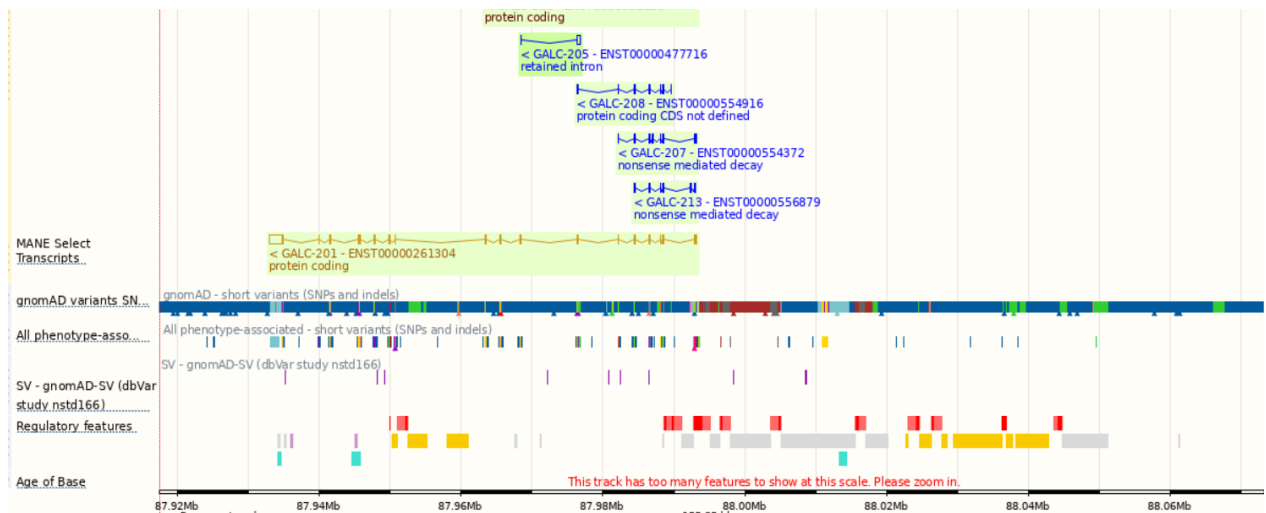 protein coding
< GALC-205 - ENST00000477716
retained intron
< GALC-208 - ENST00000554916
protein coding CDS not defined
< GALC-207 - ENST00000554372
nonsense mediated decay
< GALC-213 - ENST00000556879
nonsense mediated decay
MANE Select
Transcripts
< GALC-201 - ENST00000261304
protein coding
gnomAD variants SN...
gnomAD - short variants (SNPs and indels)
All phenotype-asso...
All phenotype-associated - short variants (SNPs and indels)
SV - gnomAD-SV (dbVar study nstd166)
SV - gnomAD-SV (dbVar
study nstd166)
Regulatory features
Age of Base
This track has too many features to show at this scale. Please zoom in.
87.92Mb 87.94Mb 87.96Mb 87.98Mb 88.00Mb 88.02Mb 88.04Mb 88.06Mb